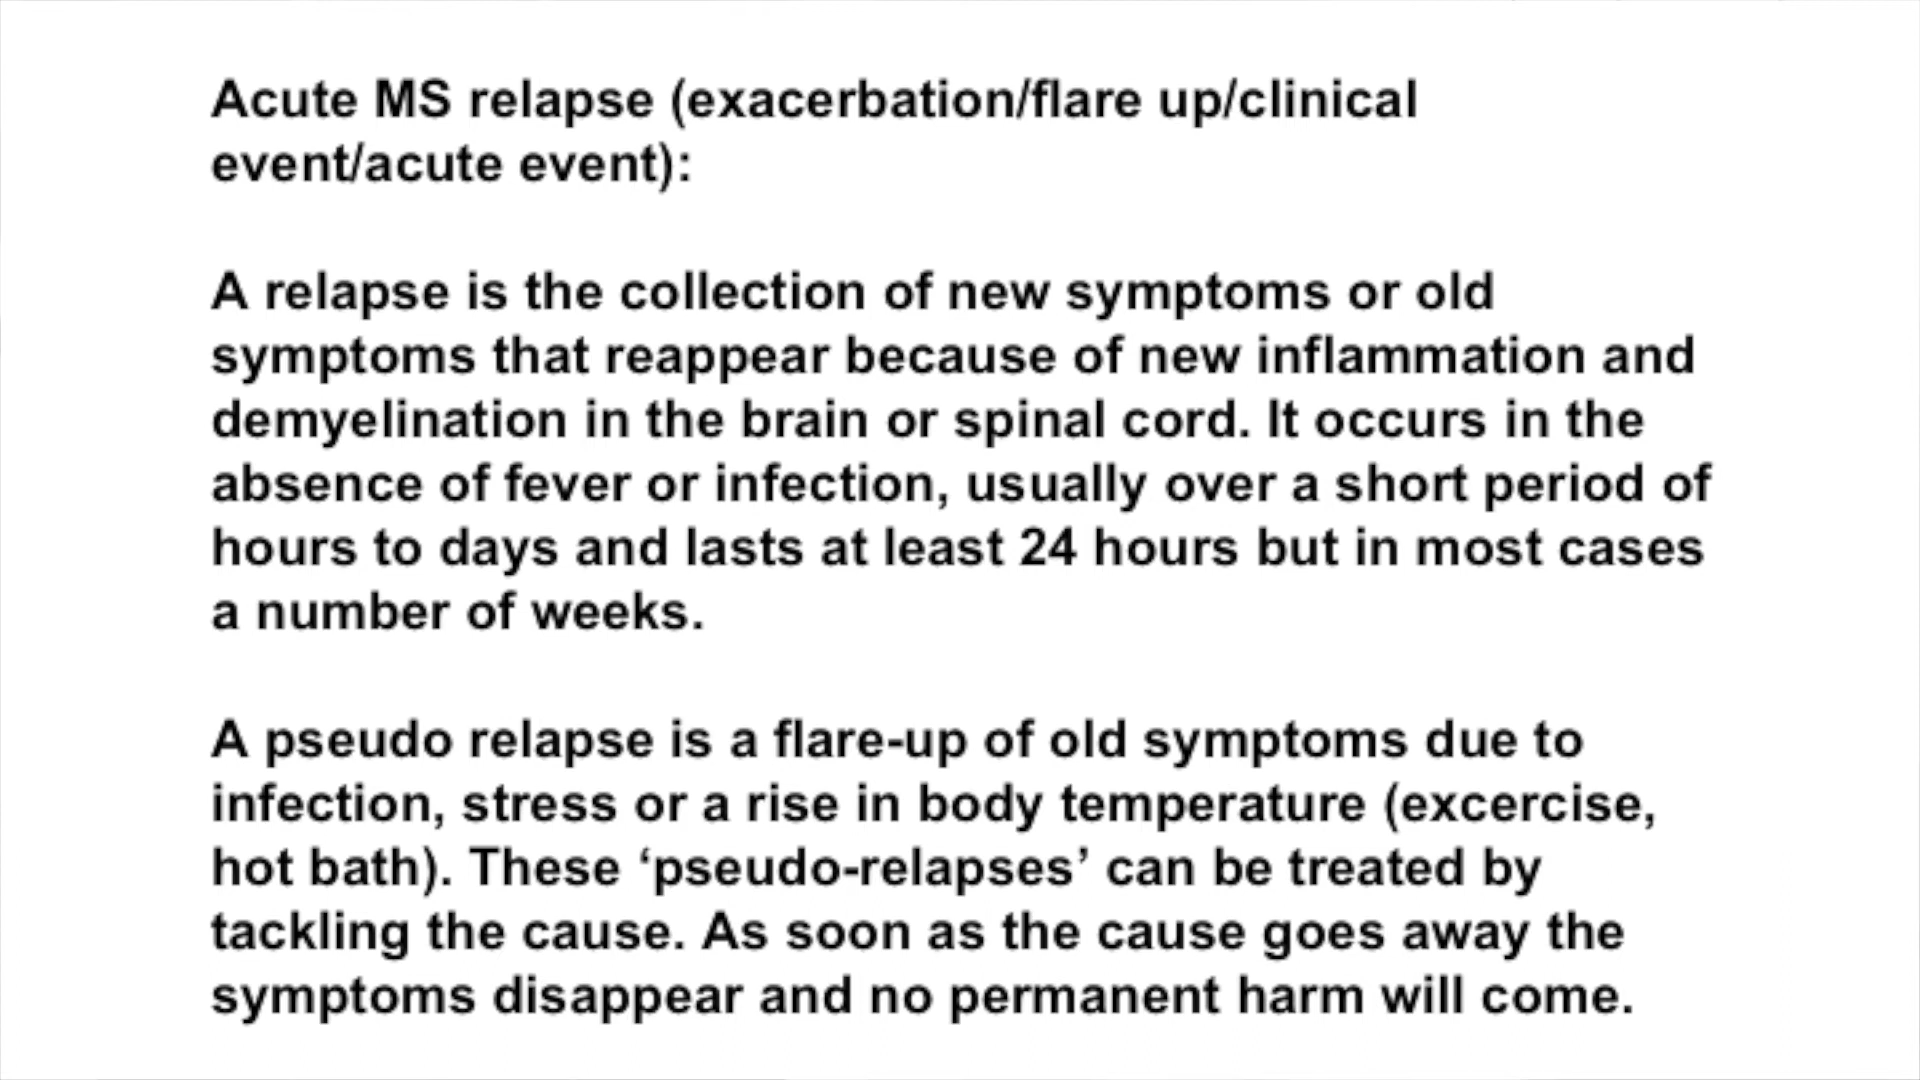 Acute MS relapse (exacerbation/flare up/clinical
event/acute event):
A relapse is the collection of new symptoms or old
symptoms that reappear because of new inflammation and
demyelination in the brain or spinal cord. It occurs in the
absence of fever or infection, usually over a short period of
hours to days and lasts at least 24 hours but in most cases
a number of weeks.
A pseudo relapse is a flare-up of old symptoms due to
infection, stress or a rise in body temperature (excercise,
hot bath). These ‘pseudo-relapses’ can be treated by
tackling the cause. As soon as the cause goes away the
symptoms disappear and no permanent harm will come.